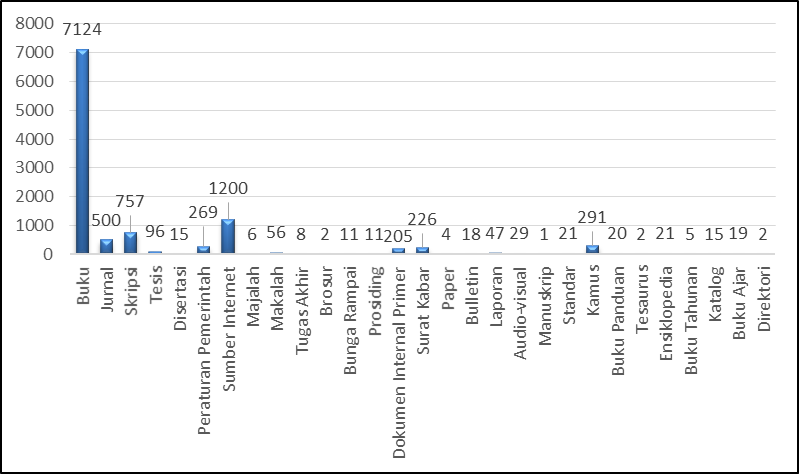 8000
7000
6000
5000
4000
3000
2000
1000
0
7124
500
757
96
15
269
1200
6
56
8
2
11
11
205
226
4
18
47
29
1
21
291
20
2
21
5
15
19
2
Buku
Jurnal
Skripsi
Tesis
Disertasi
Peraturan Pemerintah
Sumber Internet
Majalah
Makalah
Tugas Akhir
Brosur
Bunga Rampai
Prosiding
Dokumen Internal Primer
Surat Kabar
Paper
Bulletin
Laporan
Audio-visual
Manuskrip
Standar
Kamus
Buku Panduan
Tesaurus
Ensiklopedia
Buku Tahunan
Katalog
Buku Ajar
Direktori